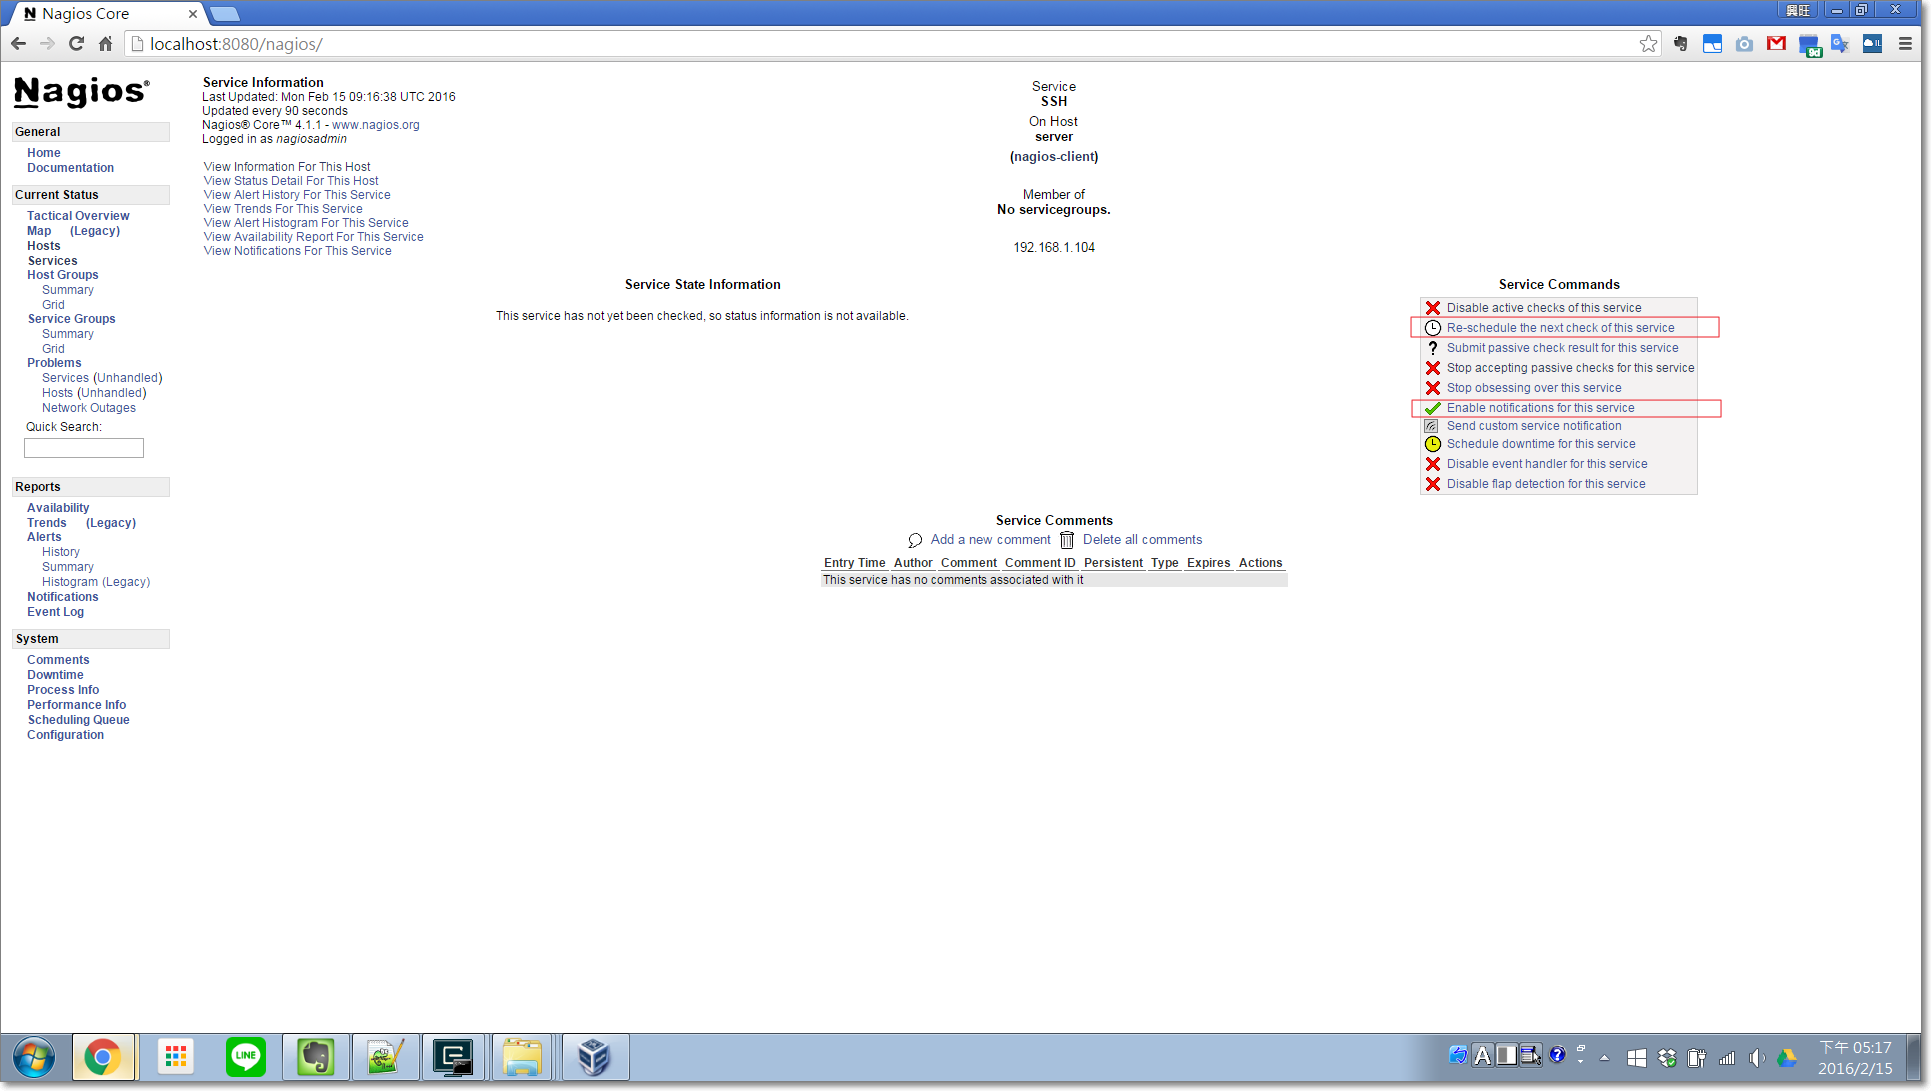 Nagios Core
興旺
localhost:8080/nagios/
9d
IL
Nagios®
General
Home
Documentation
Current Status
Tactical Overview
Map (Legacy)
Hosts
Services
Host Groups
Summary
Grid
Service Groups
Summary
Grid
Problems
Services (Unhandled)
Hosts (Unhandled)
Network Outages
Quick Search:
Reports
Availability
Trends (Legacy)
Alerts
History
Summary
Histogram (Legacy)
Notifications
Event Log
System
Comments
Downtime
Process Info
Performance Info
Scheduling Queue
Configuration
Service Information
Last Updated: Mon Feb 15 09:16:38 UTC 2016
Updated every 90 seconds
Nagios® Core™ 4.1.1 - www.nagios.org
Logged in as nagiosadmin
View Information For This Host
View Status Detail For This Host
View Alert History For This Service
View Trends For This Service
View Alert Histogram For This Service
View Availability Report For This Service
View Notifications For This Service
Service
SSH
On Host
server
(nagios-client)
Member of
No servicegroups.
192.168.1.104
Service State Information
This service has not yet been checked, so status information is not available.
Service Commands
Disable active checks of this service
Re-schedule the next check of this service
Submit passive check result for this service
Stop accepting passive checks for this service
Stop obsessing over this service
Enable notifications for this service
Send custom service notification
Schedule downtime for this service
Disable event handler for this service
Disable flap detection for this service
Service Comments
Add a new comment Delete all comments
Entry Time Author Comment Comment ID Persistent Type Expires Actions
This service has no comments associated with it
LINE
A
下午 05:17
2016/2/15